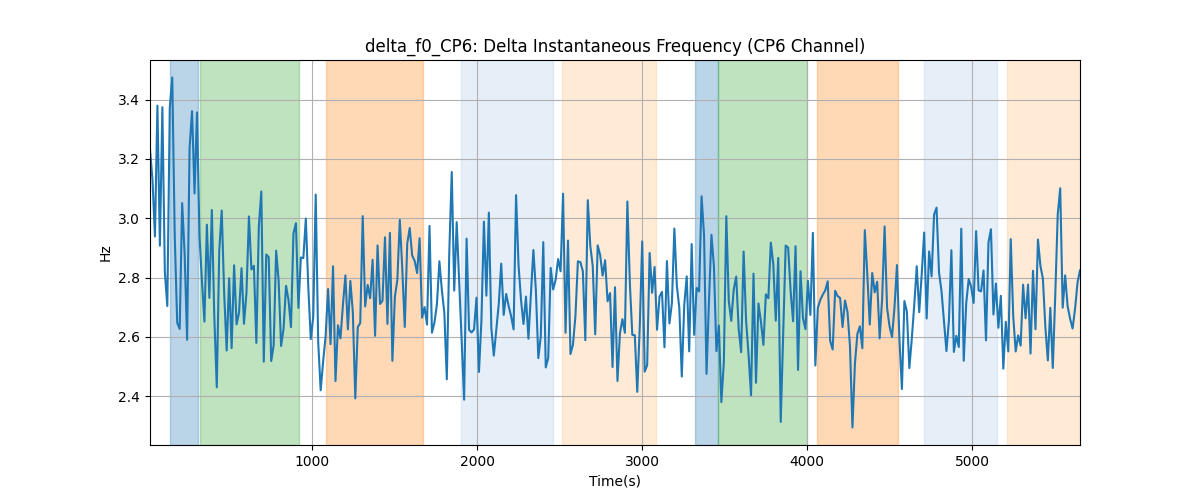 delta_f0_CP6: Delta Instantaneous Frequency (CP6 Channel)
3.4
3.2
3.0
2.8
2.6
2.4
Hz
1000 2000 3000 4000 5000
Time(s)